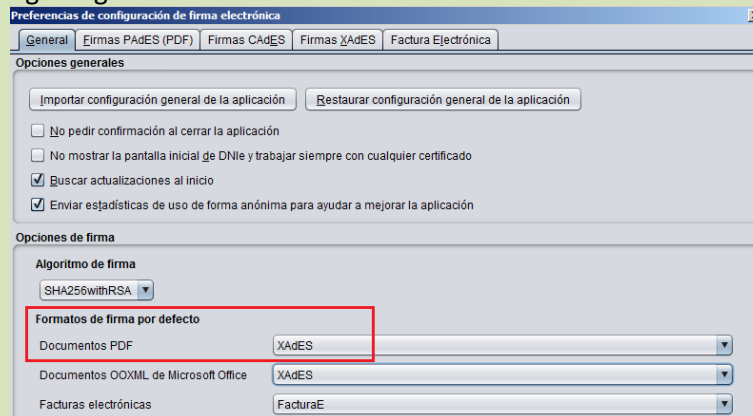 Preferencias de configuración de firma electrónica
General Firmas PAdES (PDF) Firmas CAdES Firmas XAdES Factura Electrónica
Opciones generales
Importar configuración general de la aplicación Restaurar configuración general de la aplicación
No pedir confirmación al cerrar la aplicación
No mostrar la pantalla inicial de DNIe y trabajar siempre con cualquier certificado
Buscar actualizaciones al inicio
Enviar estadísticas de uso de forma anónima para ayudar a mejorar la aplicación
Opciones de firma
Algoritmo de firma
SHA256withRSA
Formatos de firma por defecto
Documentos PDF XAdES
Documentos OOXML de Microsoft Office XAdES
Facturas electrónicas FacturaE